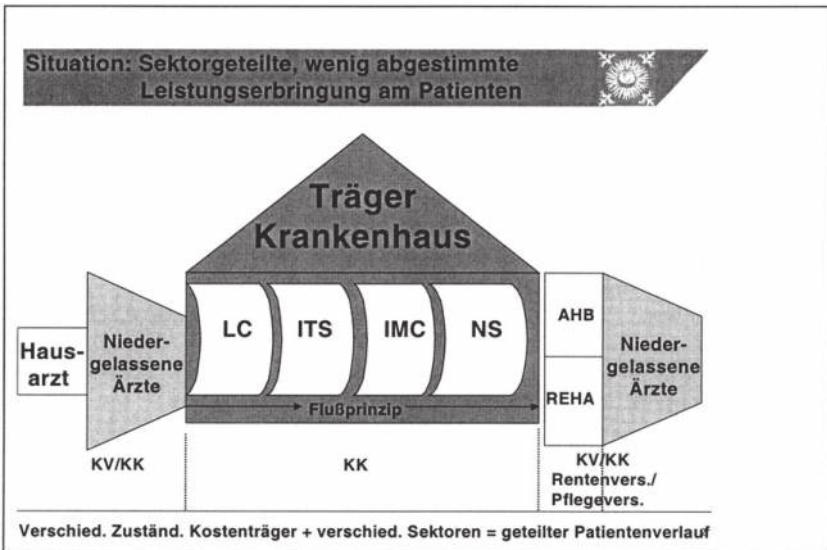 Situation: Sektorgeteilte, wenig abgestimmte
Leistungserbringung am Patienten
Träger
Krankenhaus
Haus-
arzt
Nieder-
gelassene
Ärzte
LC
ITS
IMC
NS
Flußprinzip
AHB
REHA
Nieder-
gelassene
Ärzte
KV/KK
KK
KV/KK
Rentenvers./
Pflegevers.
Verschied. Zuständ. Kostenträger + verschied. Sektoren = geteilter Patientenverlauf